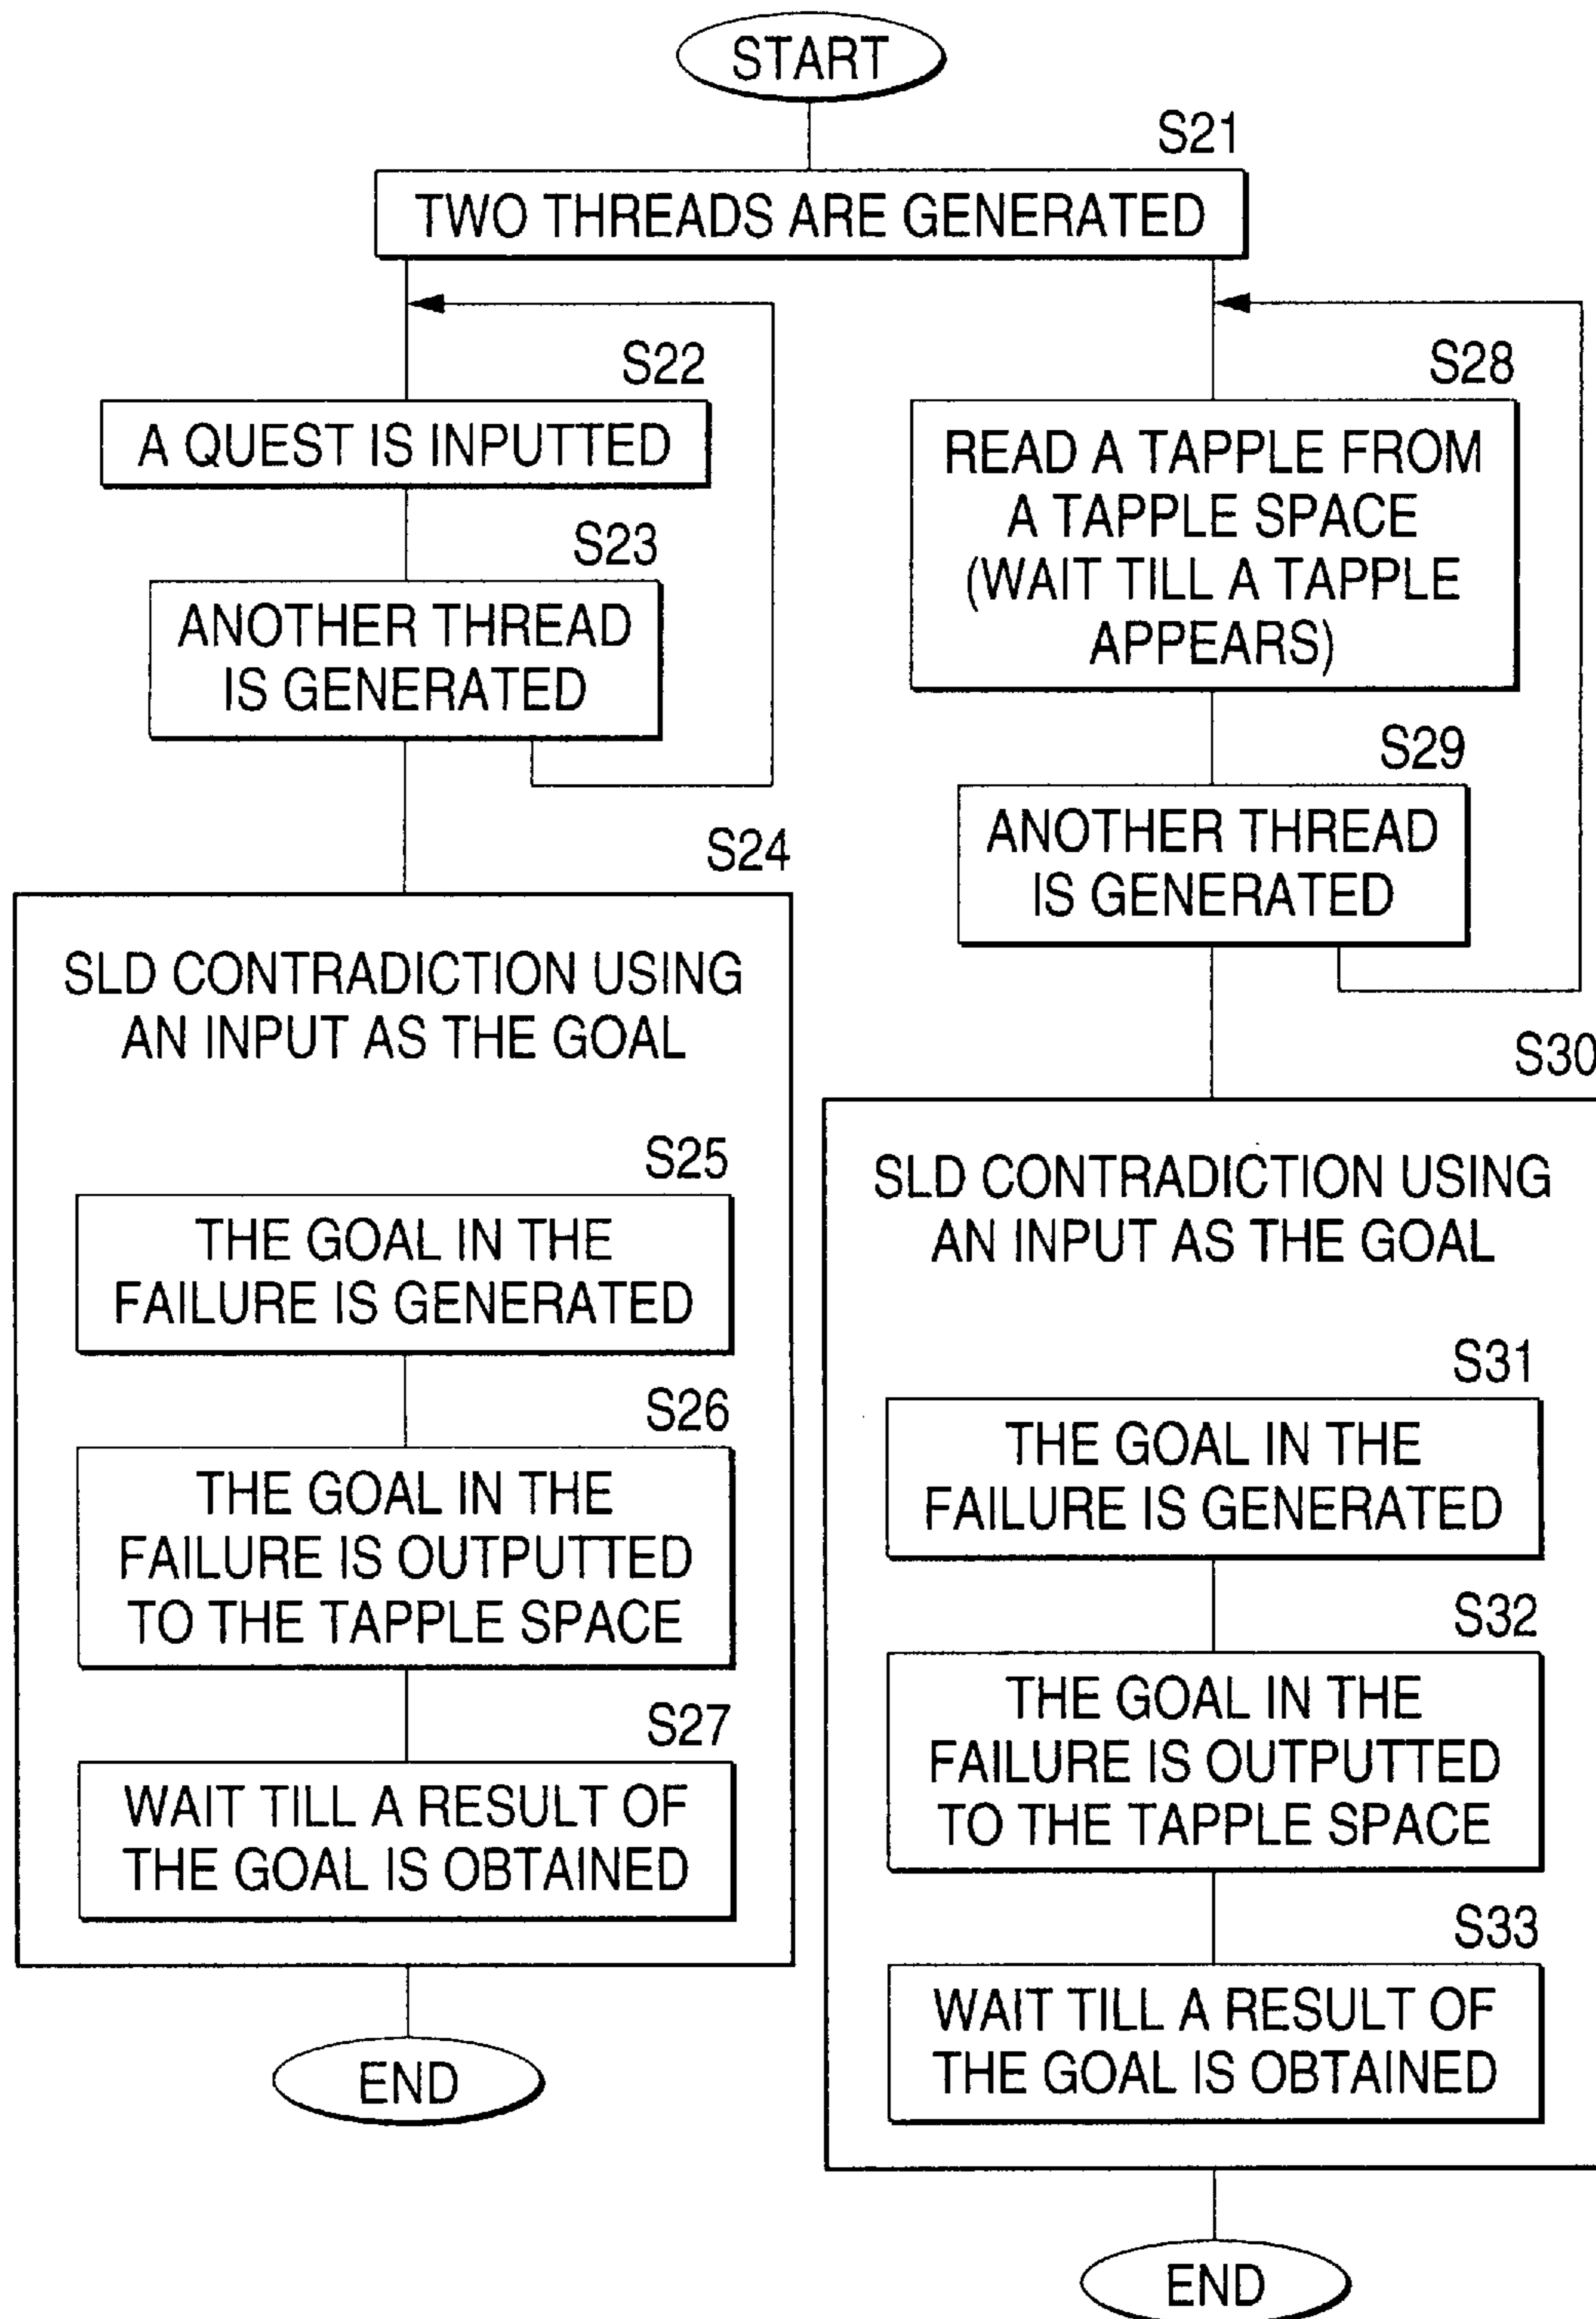 START
S21
TWO THREADS ARE GENERATED
S22
A QUEST IS INPUTTED
S23
ANOTHER THREAD
IS GENERATED
S24
SLD CONTRADICTION USING
AN INPUT AS THE GOAL
S25
THE GOAL IN THE
FAILURE IS GENERATED
S26
THE GOAL IN THE
FAILURE IS OUTPUTTED
TO THE TAPPLE SPACE
S27
WAIT TILL A RESULT OF
THE GOAL IS OBTAINED
END
S28
READ A TAPPLE FROM
A TAPPLE SPACE
(WAIT TILL A TAPPLE
APPEARS)
S29
ANOTHER THREAD
IS GENERATED
S30
SLD CONTRADICTION USING
AN INPUT AS THE GOAL
S31
THE GOAL IN THE
FAILURE IS GENERATED
S32
THE GOAL IN THE
FAILURE IS OUTPUTTED
TO THE TAPPLE SPACE
S33
WAIT TILL A RESULT OF
THE GOAL IS OBTAINED
END